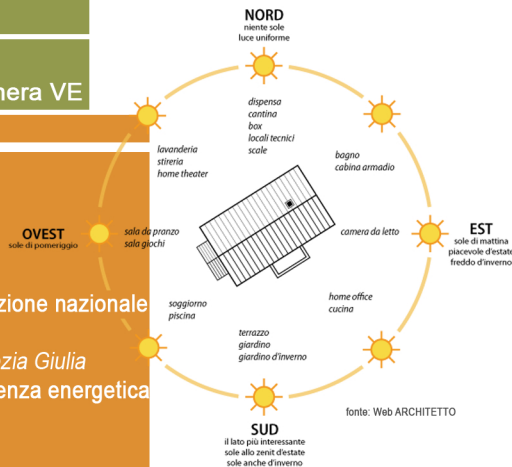 NORD
niente sole
luce uniforme
nera VE
dispensa
cantina
box
locali tecnici
scale
lavanderia
stireria
home theater
bagno
cabina armadio
OVEST
sole di pomeriggio
sala da pranzo
sala giochi
camera da letto
EST
sole di mattina
piacevole d'estate
freddo d'inverno
zione nazionale
soggiorno
piscina
home office
cucina
terrazzo
giardino
giardino d'inverno
ezia Giulia
enza energetica
fonte: Web ARCHITETTO
SUD
il lato più interessante
sole allo zenit d'estate
sole anche d'inverno